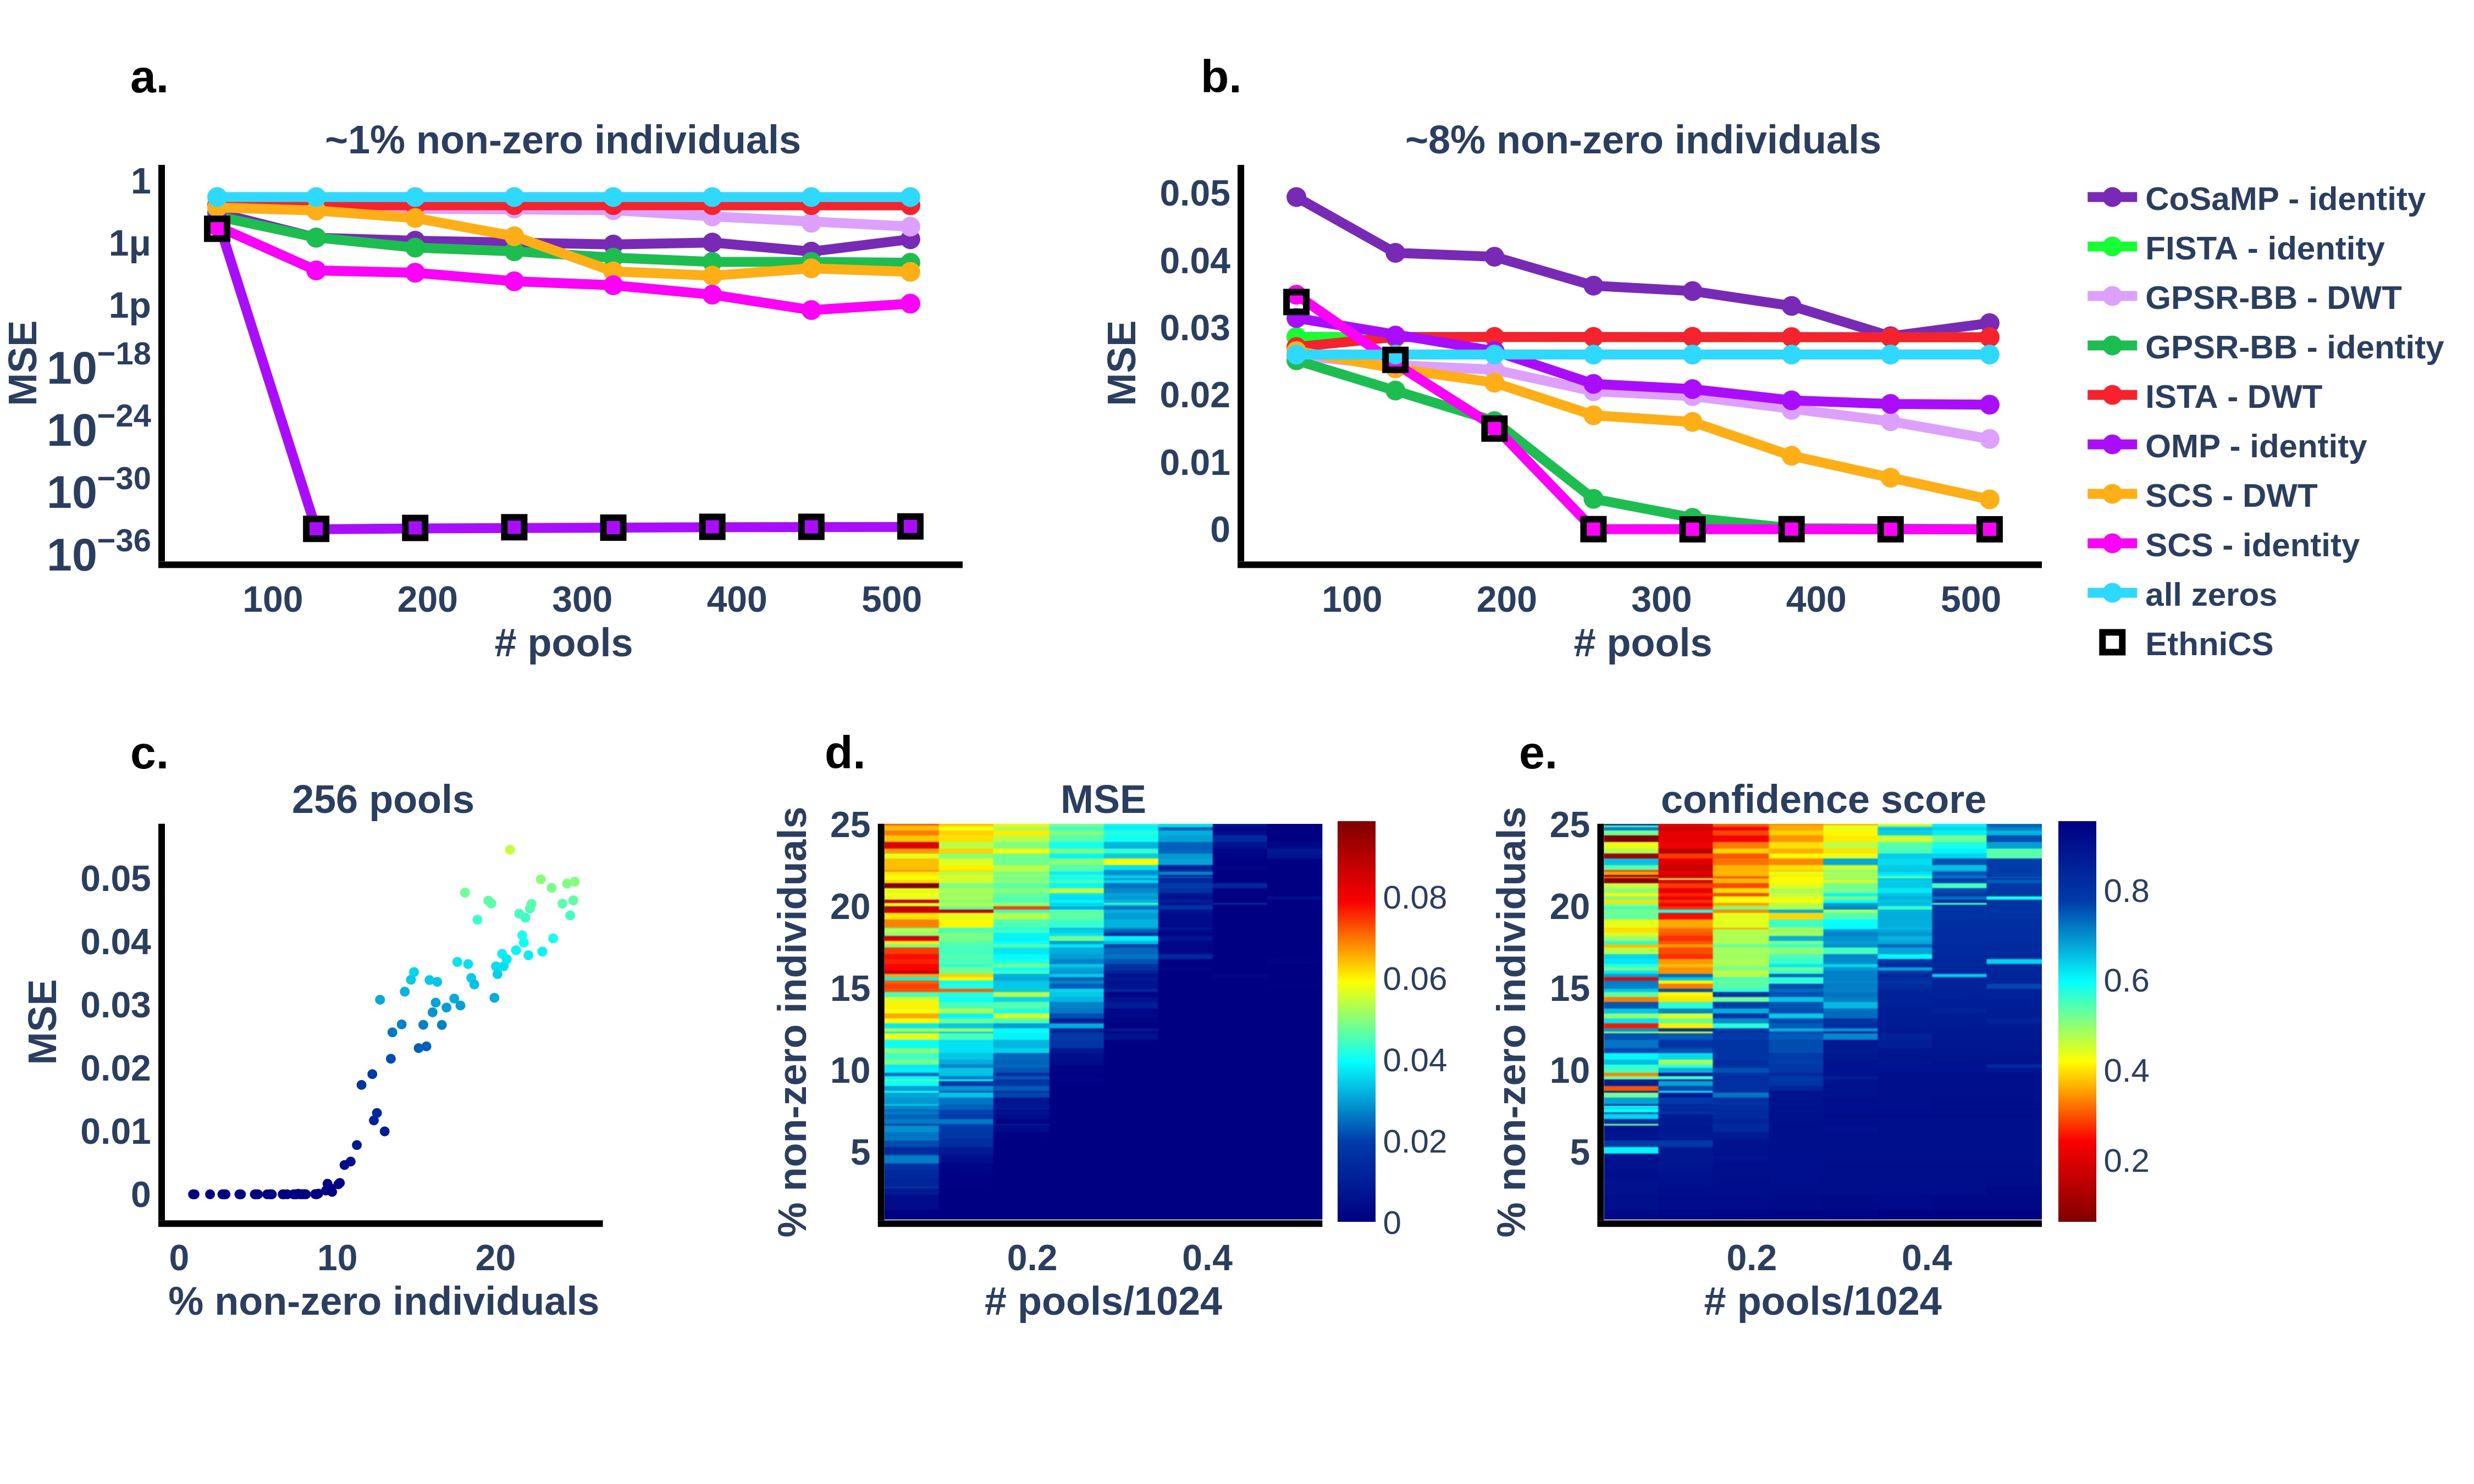 a.
~1% non-zero individuals
1
1μ
1p
10−18
10−24
10−30
10−36
MSE
100 200 300 400 500
# pools
b.
~8% non-zero individuals
0.05
0.04
0.03
0.02
0.01
0
MSE
100 200 300 400 500
# pools
CoSaMP - identity
FISTA - identity
GPSR-BB - DWT
GPSR-BB - identity
ISTA - DWT
OMP - identity
SCS - DWT
SCS - identity
all zeros
EthniCS
c.
256 pools
0.05
0.04
0.03
0.02
0.01
0
MSE
0 10 20
% non-zero individuals
d.
MSE
25
20
15
10
5
% non-zero individuals
0.2 0.4
# pools/1024
0.08
0.06
0.04
0.02
0
e.
confidence score
25
20
15
10
5
% non-zero individuals
0.2 0.4
# pools/1024
0.8
0.6
0.4
0.2